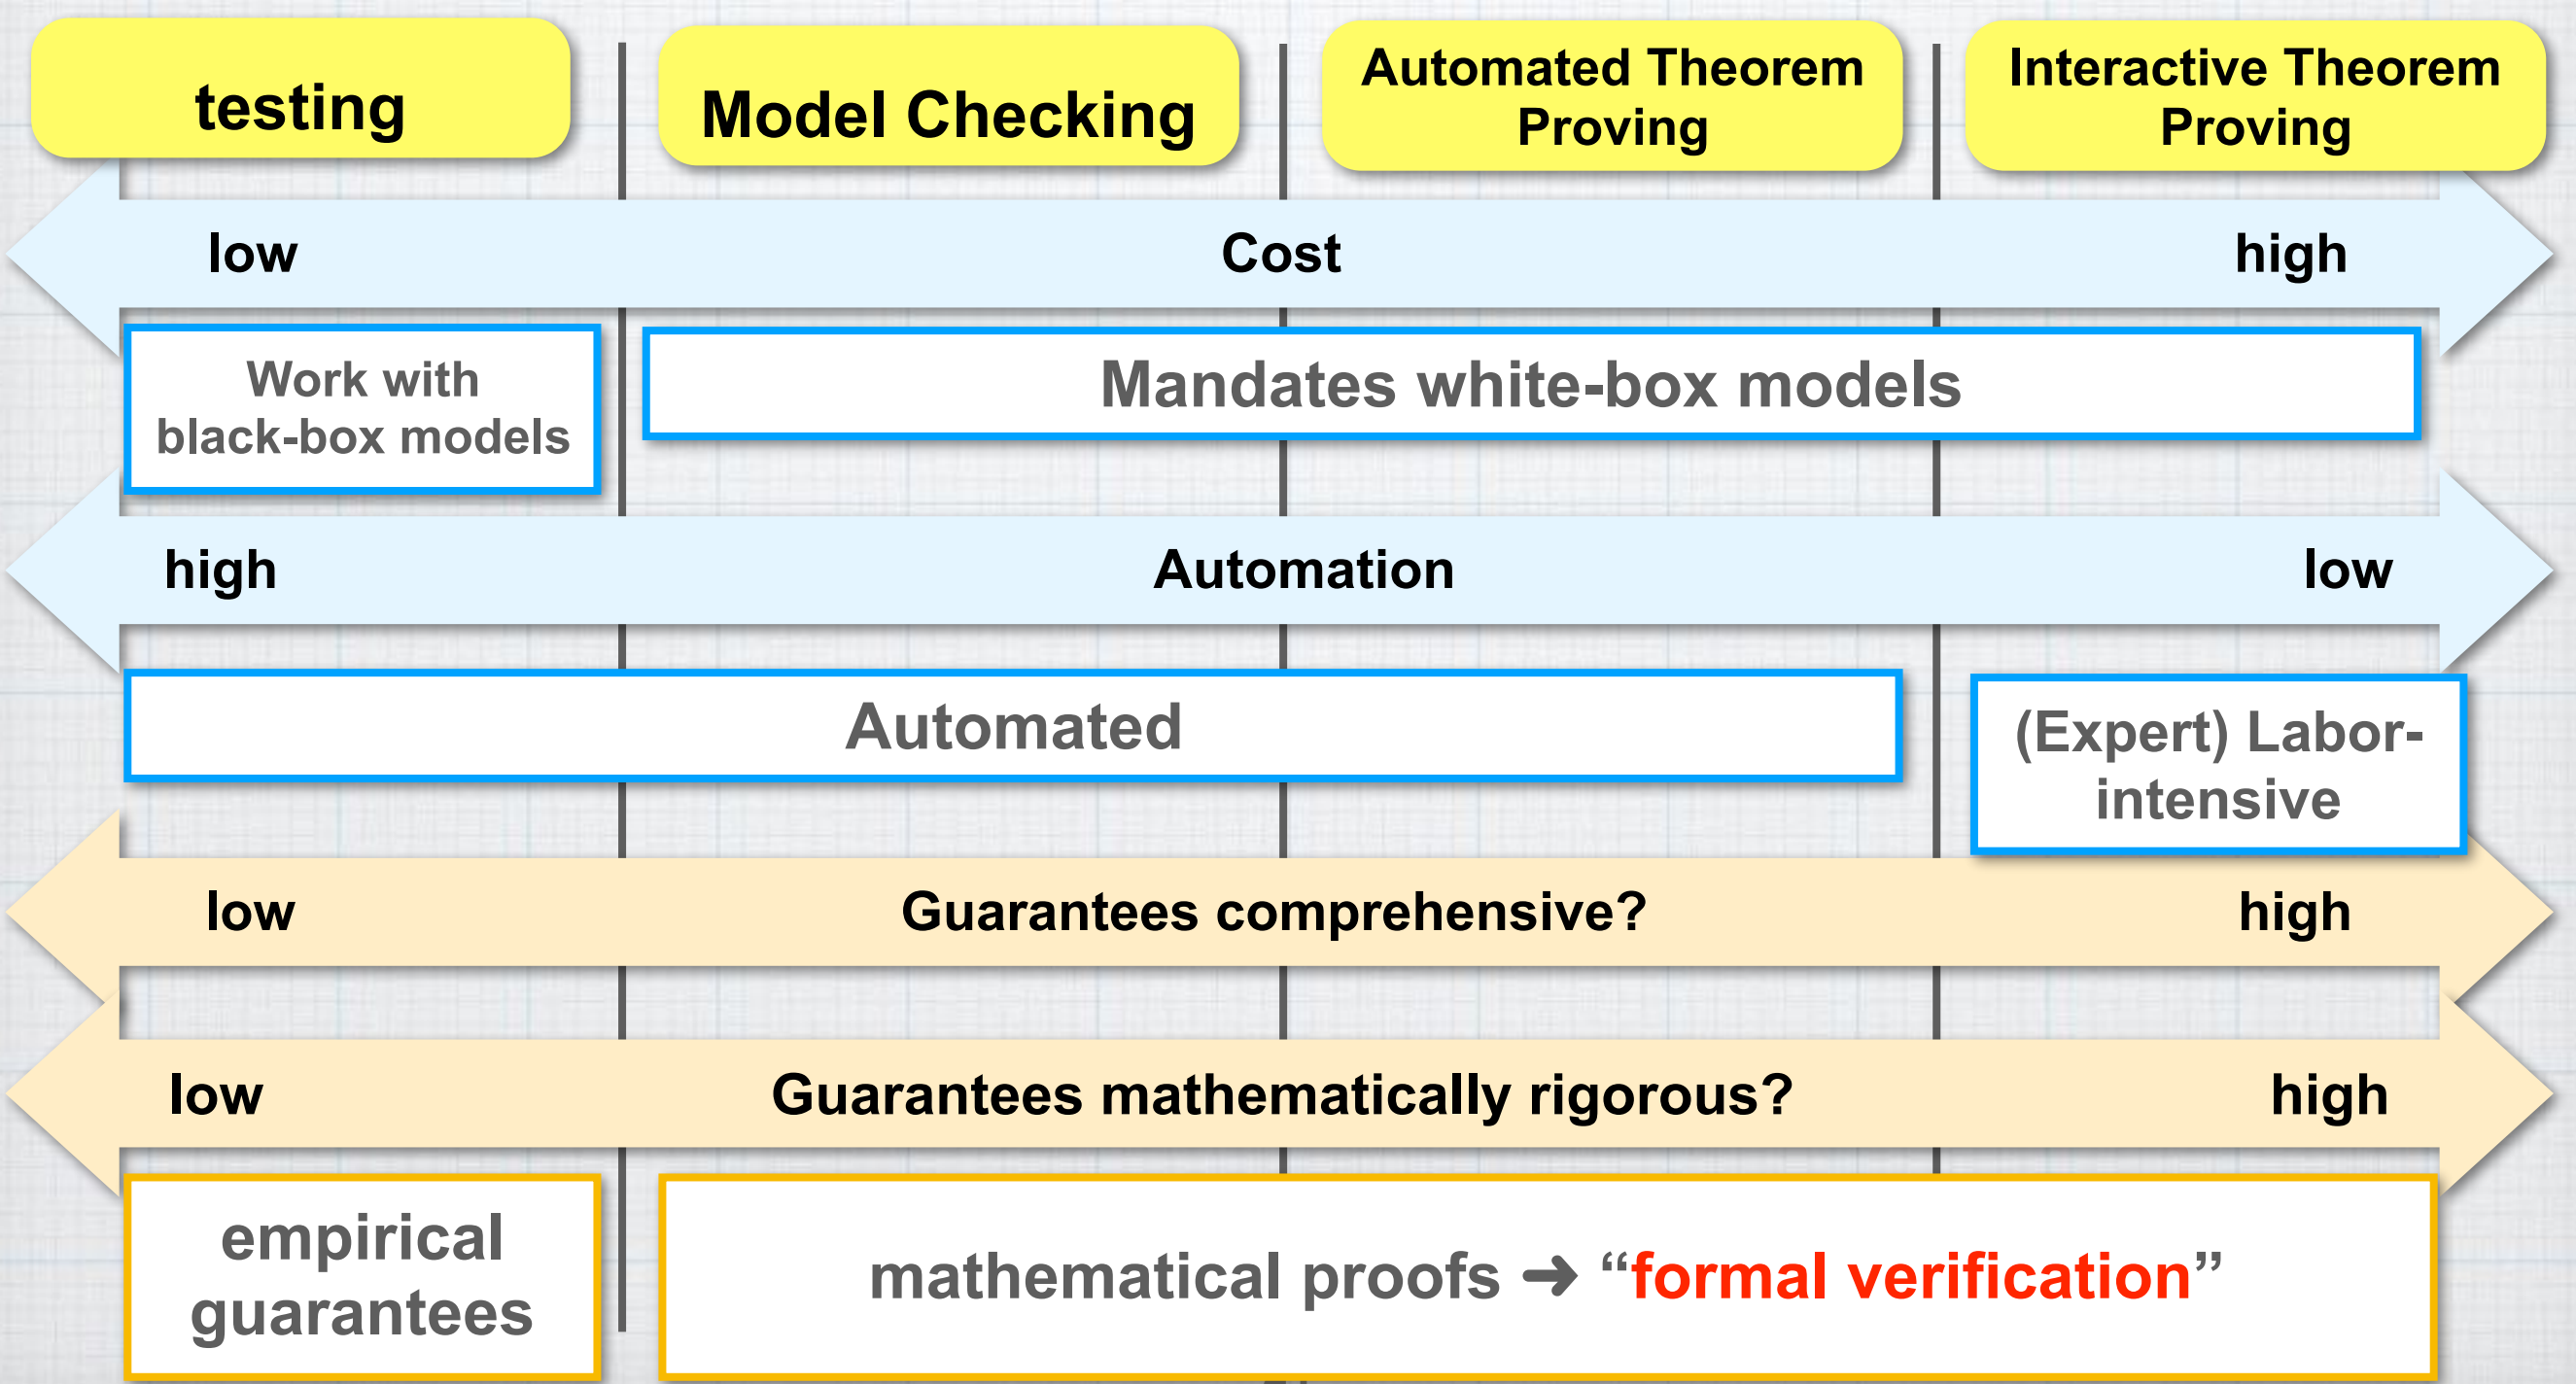 testing
Model Checking
Automated Theorem
Proving
Interactive Theorem
Proving
low
Cost
high
Work with
black-box models
Mandates white-box models
high
Automation
low
Automated
(Expert) Labor-
intensive
low
Guarantees comprehensive?
high
low
Guarantees mathematically rigorous?
high
empirical
guarantees
mathematical proofs ➜ “formal verification”